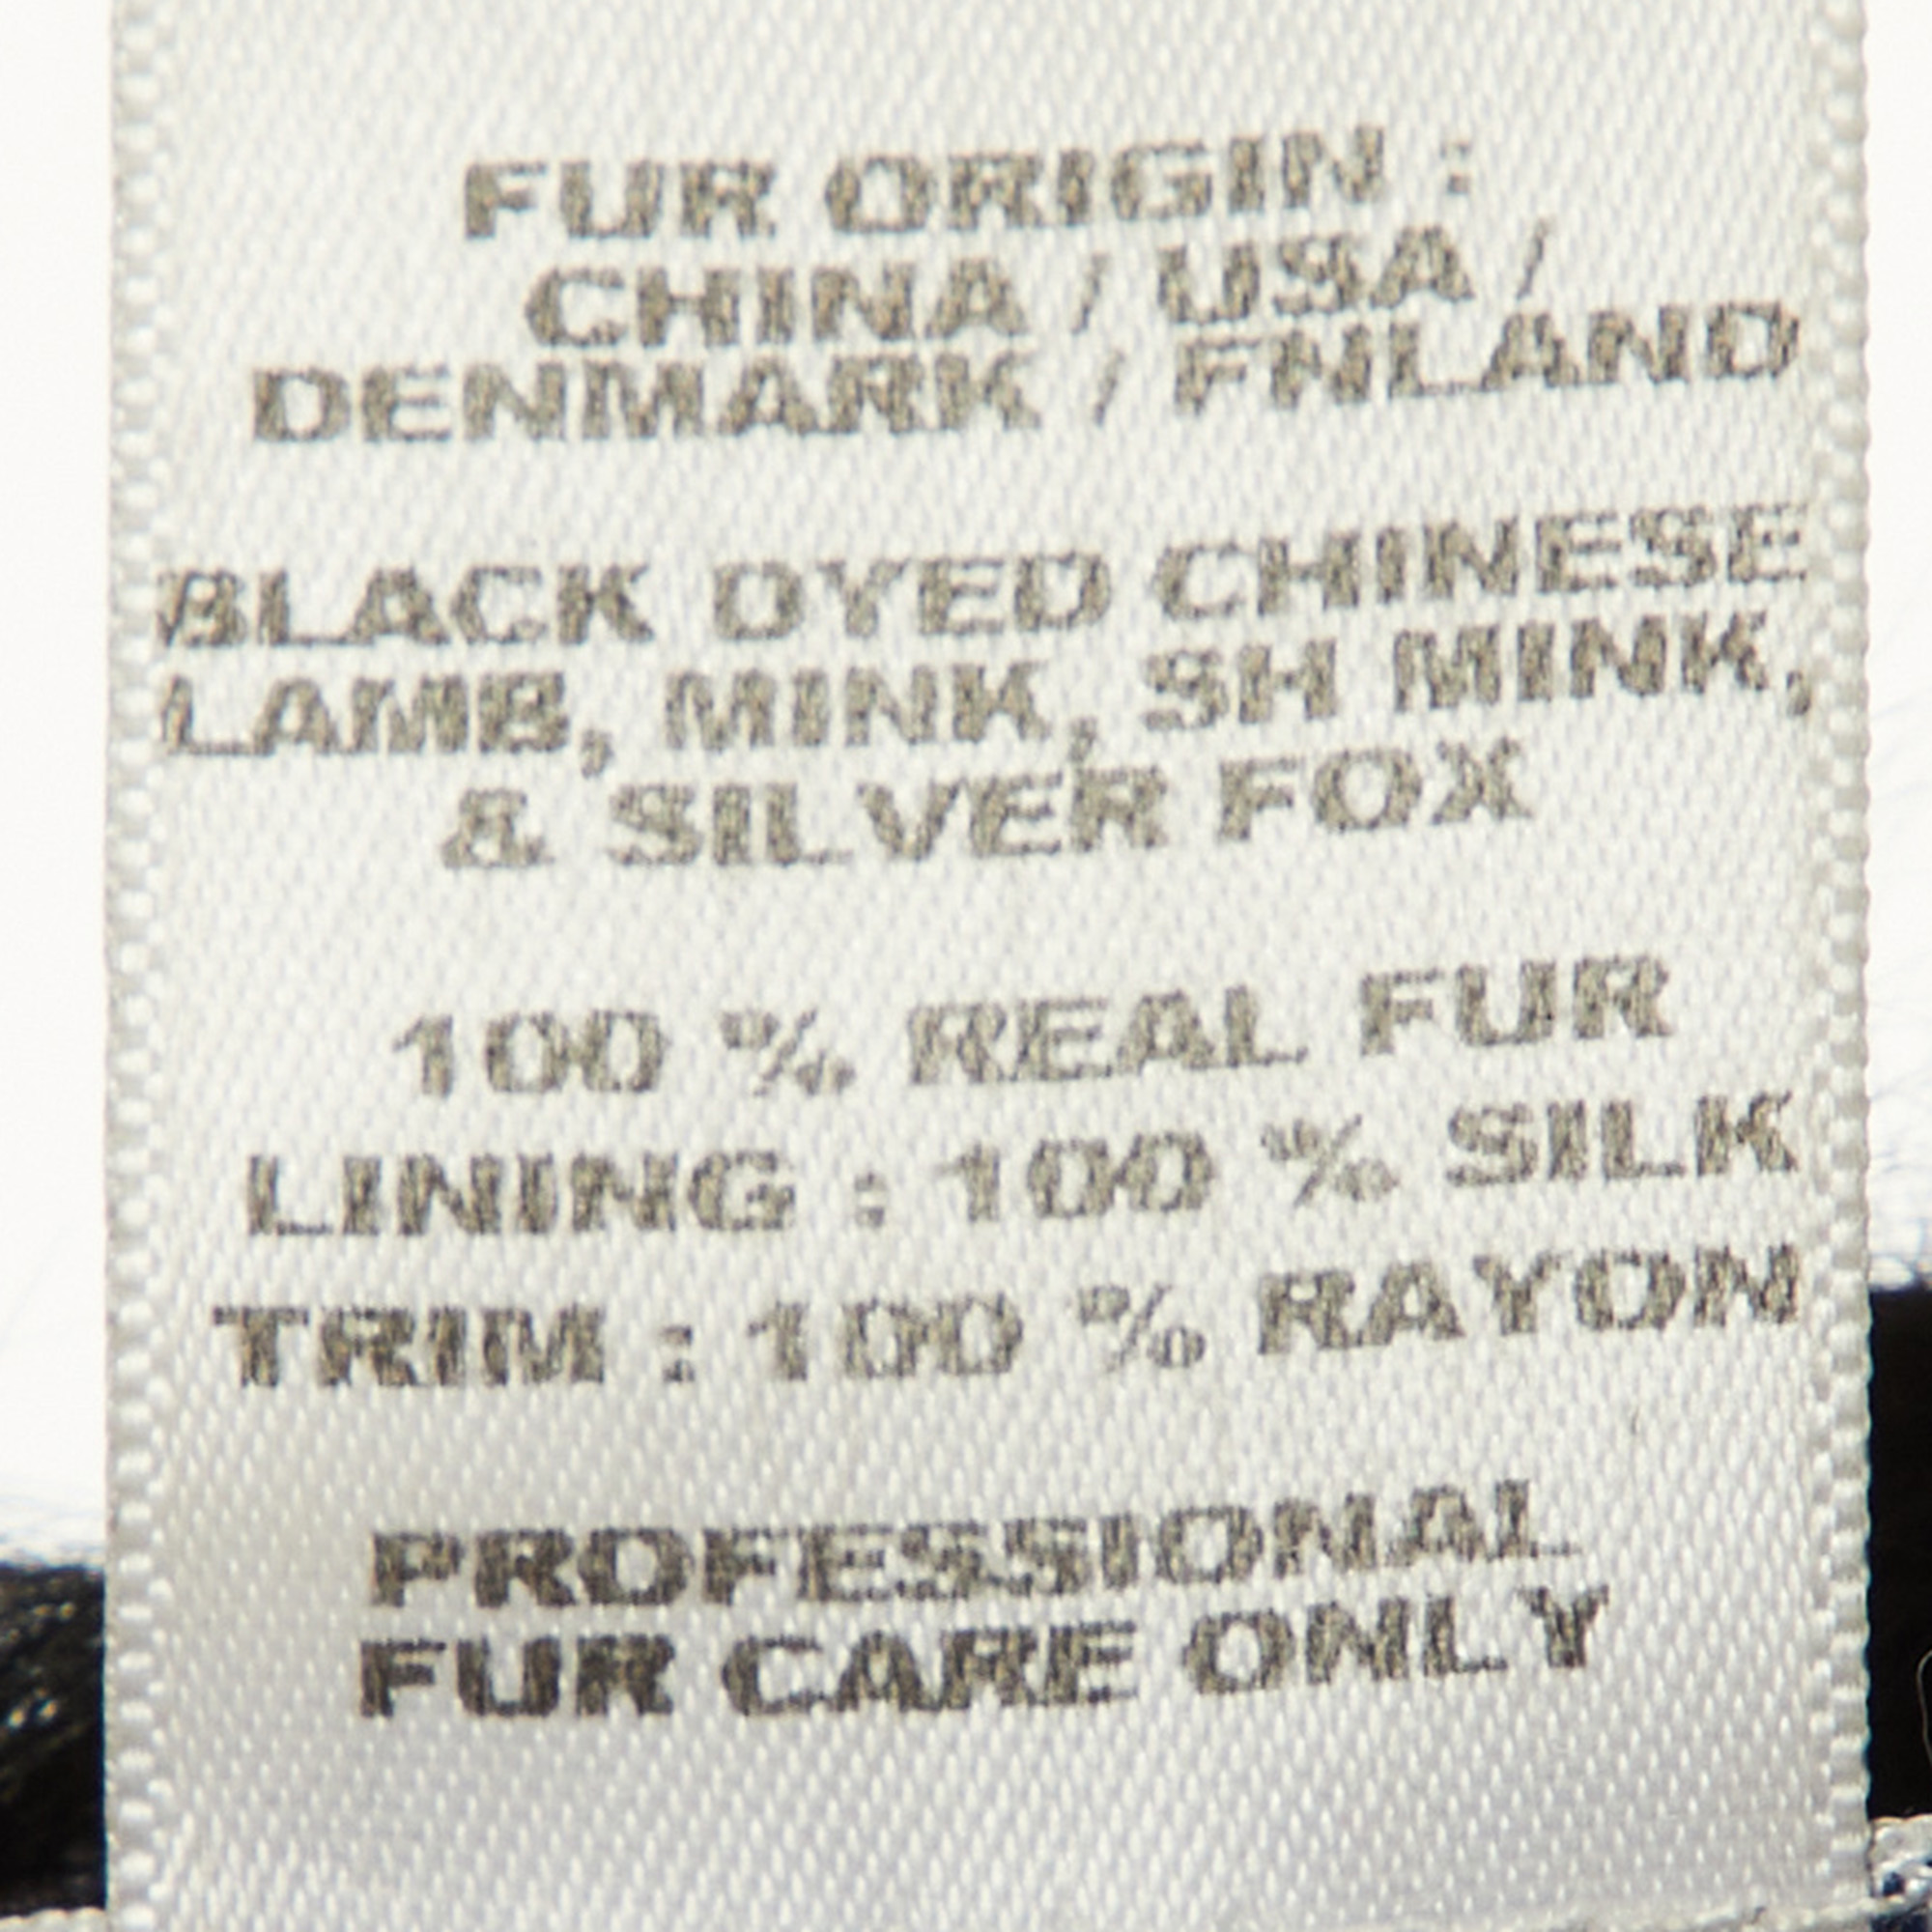 FUR ORIGIN :
CHINA / USA /
DENMARK / FNLAND
BLACK DYED CHINESE
LAMB, MINK, SH MINK,
& SILVER FOX
100 % REAL FUR
LINING : 100 % SILK
TRIM : 100 % RAYON
PROFESSIONAL
FUR CARE ONLY